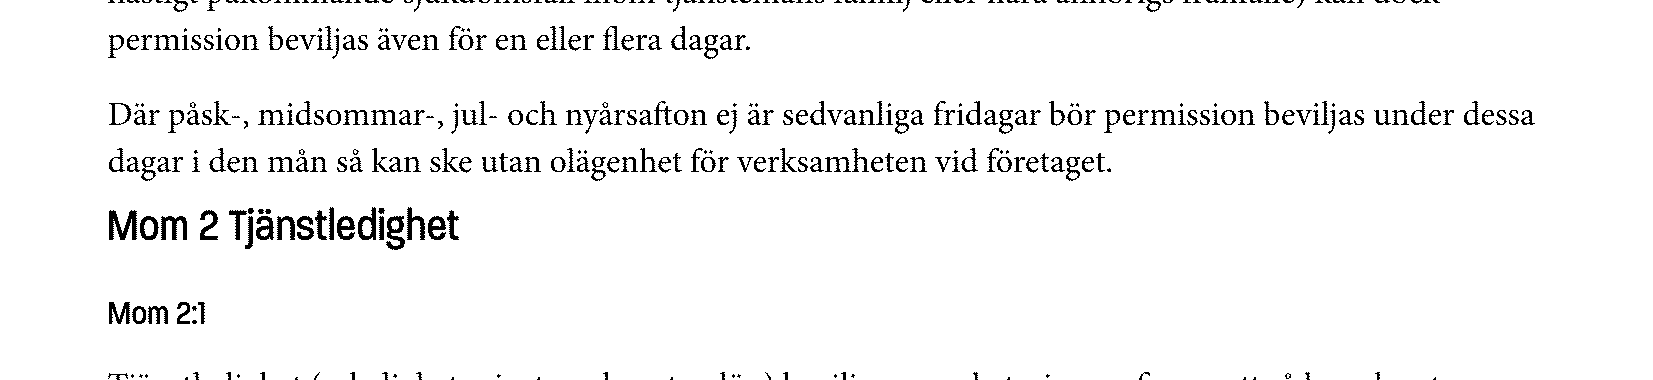 permission beviljas även för en eller flera dagar.
Där påsk-, midsommar-, jul- och nyårsafton ej är sedvanliga fridagar bör permission beviljas under dessa
dagar i den mån så kan ske utan olägenhet för verksamheten vid företaget.
Mom 2 Tjänstledighet
Mom 2:1